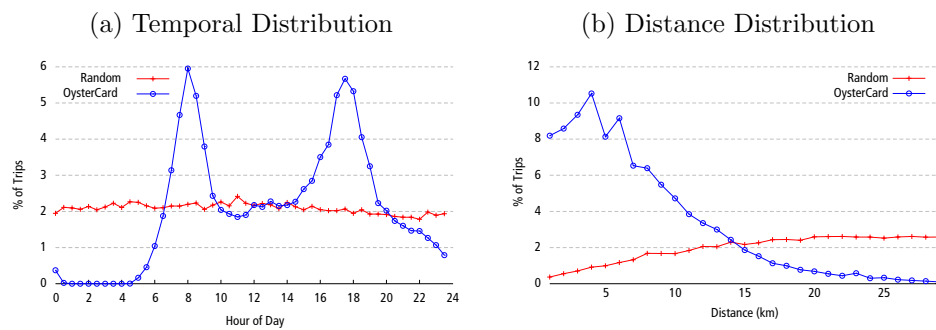 (a) Temporal Distribution
(b) Distance Distribution
6
5
4
3
2
1
0
% of Trips
Random
OysterCard
0 2 4 6 8 10 12 14 16 18 20 22 24
Hour of Day
12
10
8
6
4
2
0
% of Trips
Random
OysterCard
5 10 15 20 25
Distance (km)